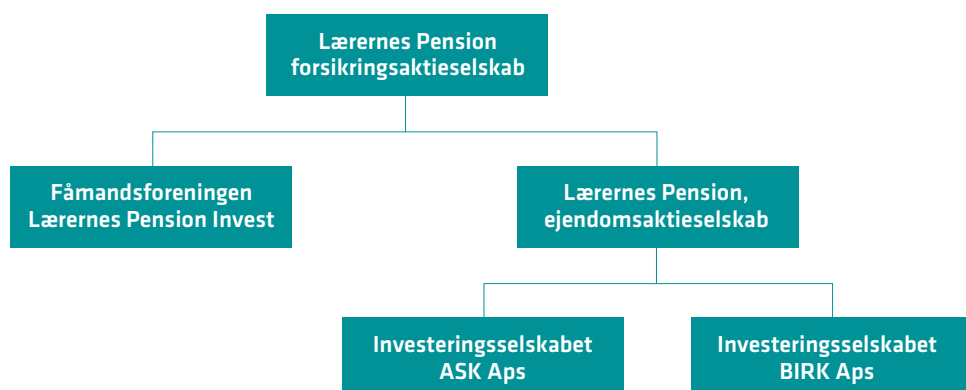 Lærernes Pension
forsikringsaktieselskab
Fåmandsforeningen
Lærernes Pension Invest
Lærernes Pension,
ejendomsaktieselskab
Investeringsselskabet
ASK Aps
Investeringsselskabet
BIRK Aps